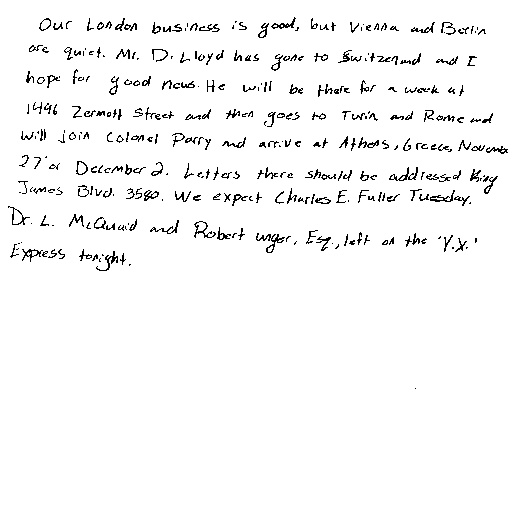 Our London business is good, but Vienna and Berlin
are quiet. Mr. D. Lloyd has gone to Switzerland and I
hope for good news. He will be there for a week at
1496 Zermott Street and then goes to Turin and Rome and
will join Colonel Parry and arrive at Athens, Greece, November
27 or December 2. Letters there should be addressed King
James Blvd. 3580. We expect Charles E. Fuller Tuesday.
Dr. L. McQuaid and Robert unger, Esq., left on the 'Y.X.'
Express tonight.